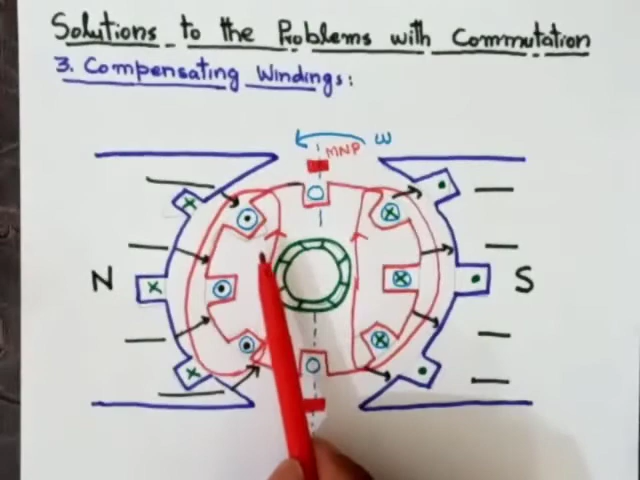 Solutions to the Problems with Commutation
3. Compensating Windings:
ω
MNP
N
S